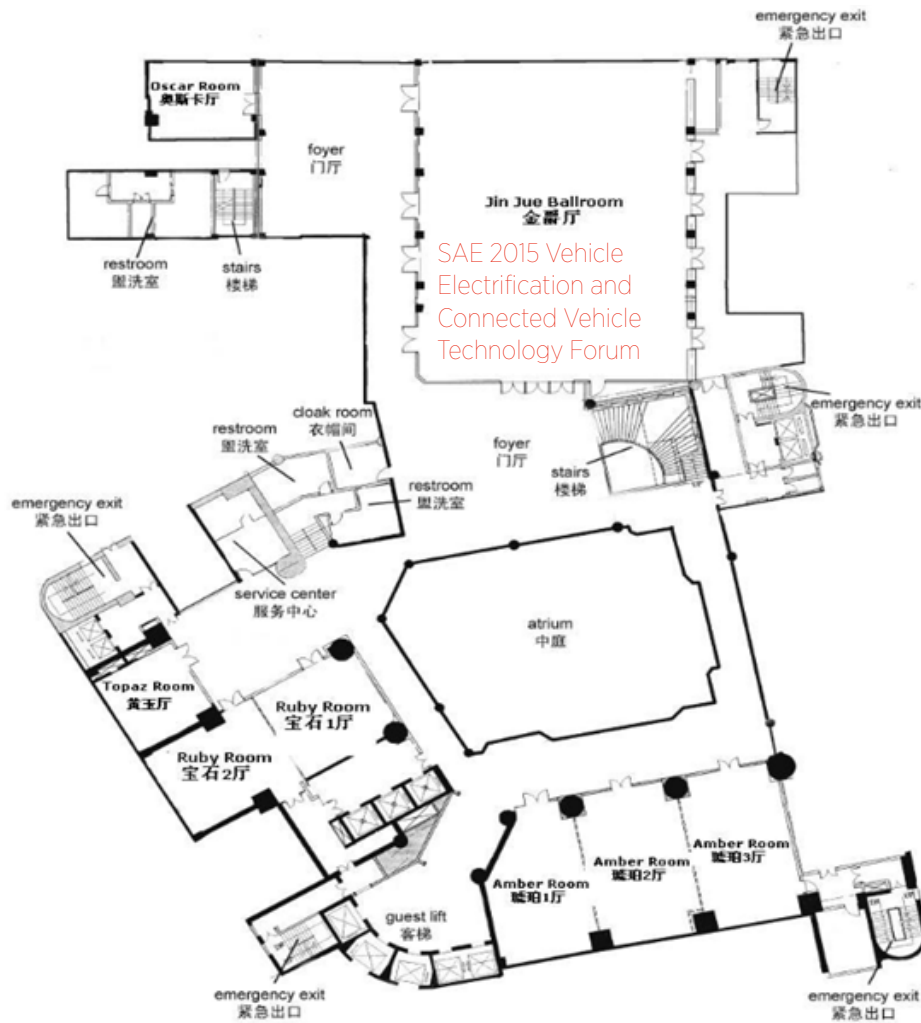 emergency exit
紧急出口
Oscar Room
奥斯卡厅
foyer
门厅
Jin Jue Ballroom
金爵厅
SAE 2015 Vehicle
Electrification and
Connected Vehicle
Technology Forum
restroom
盥洗室
stairs
楼梯
emergency exit
紧急出口
cloak room
衣帽间
restroom
盥洗室
foyer
门厅
stairs
楼梯
restroom
盥洗室
emergency exit
紧急出口
service center
服务中心
atrium
中庭
Topaz Room
黄玉厅
Ruby Room
宝石1厅
Ruby Room
宝石2厅
Amber Room
琥珀3厅
Amber Room
琥珀2厅
Amber Room
琥珀1厅
guest lift
客梯
emergency exit
紧急出口
emergency exit
紧急出口